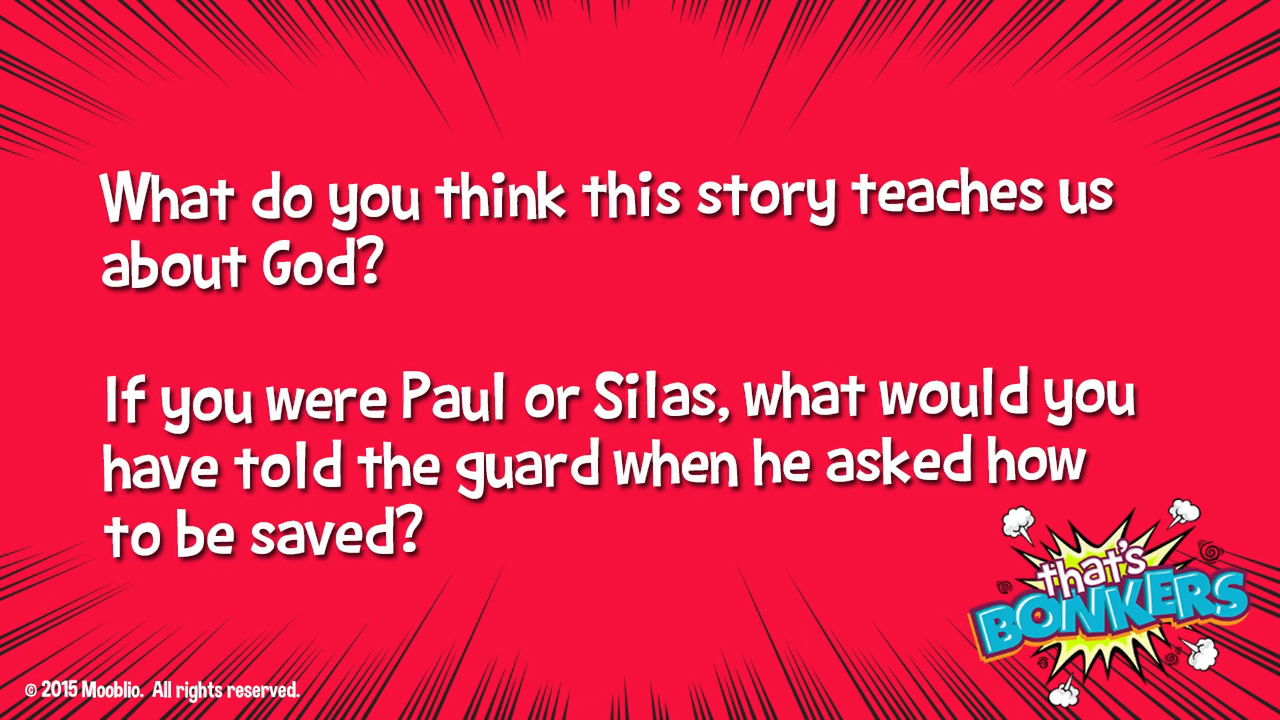 What do you think this story teaches us
about God?
If you were Paul or Silas, what would you
have told the guard when he asked how
to be saved?
that's
BONKERS
© 2015 Mooblio. All rights reserved.